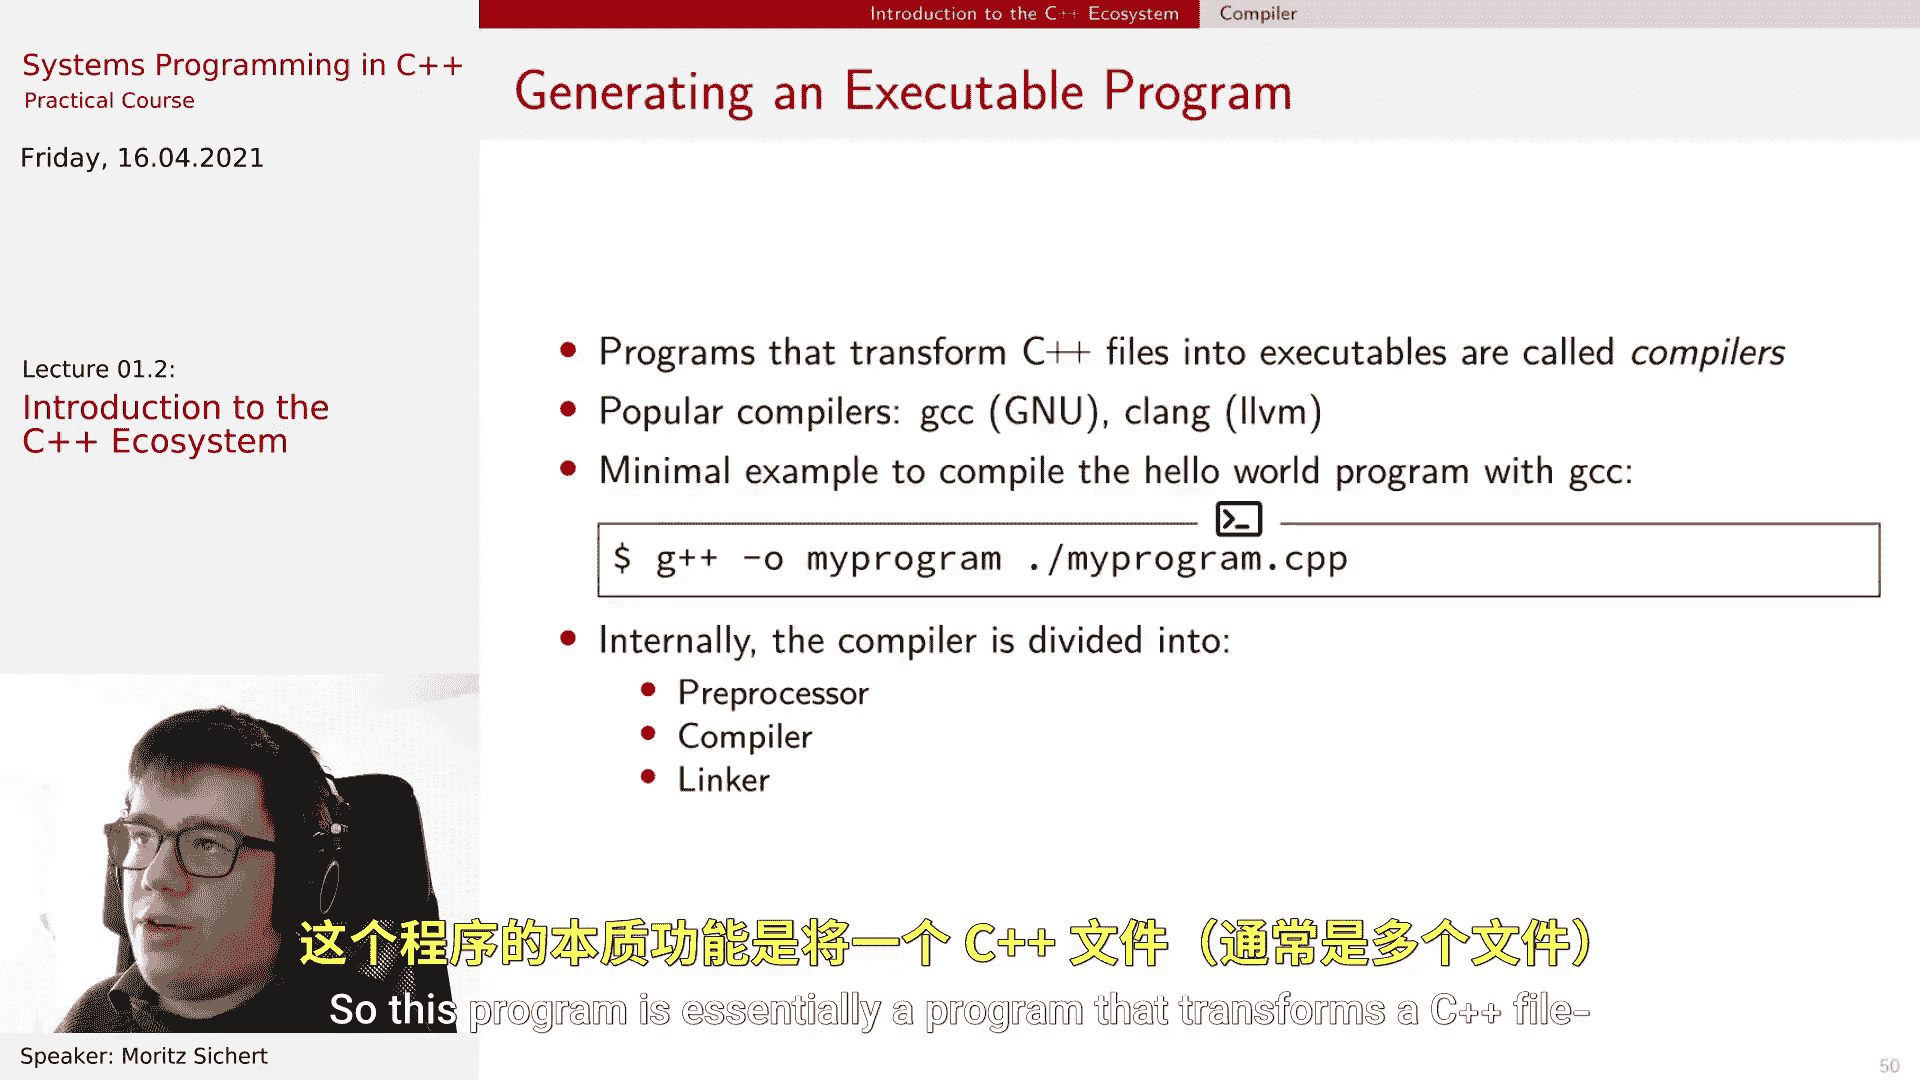 Introduction to the C++ Ecosystem Compiler
Systems Programming in C++
Practical Course
Friday, 16.04.2021
Lecture 01.2:
Introduction to the
C++ Ecosystem
Generating an Executable Program
Programs that transform C++ files into executables are called compilers
Popular compilers: gcc (GNU), clang (llvm)
Minimal example to compile the hello world program with gcc:
$ g++ -o myprogram ./myprogram.cpp
Internally, the compiler is divided into:
Preprocessor
Compiler
Linker
这个程序的本质功能是将一个 C++ 文件（通常是多个文件）
So this program is essentially a program that transforms a C++ file-
Speaker: Moritz Sichert
50